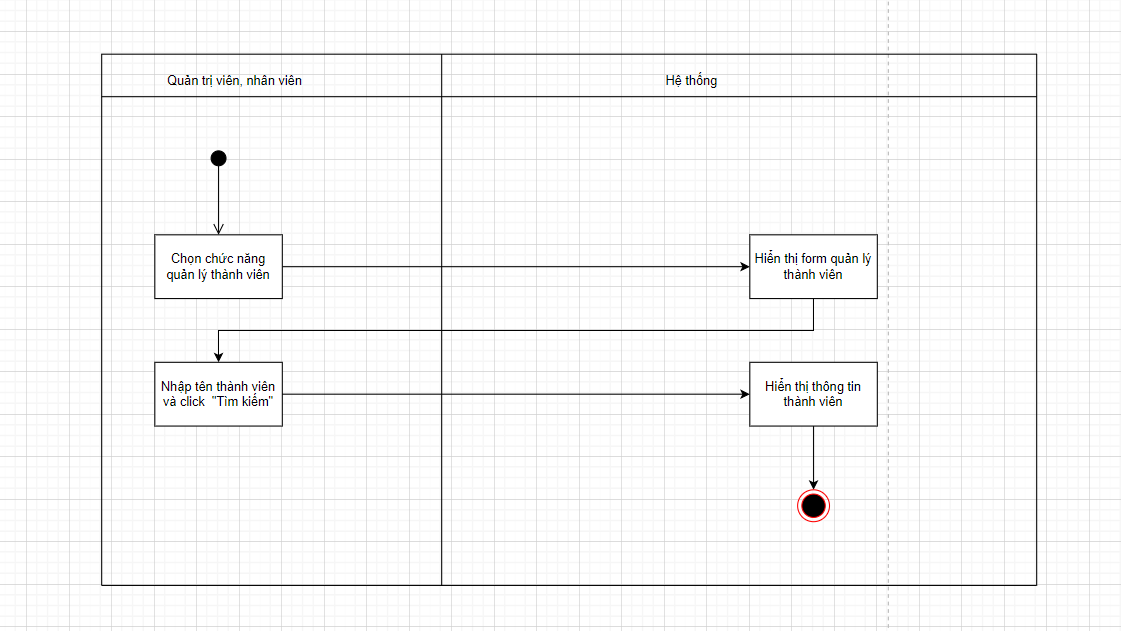 Quản trị viên, nhân viên
Hệ thống
Chọn chức năng
quản lý thành viên
Hiển thị form quản lý
thành viên
Nhập tên thành viên
và click "Tìm kiếm"
Hiển thị thông tin
thành viên